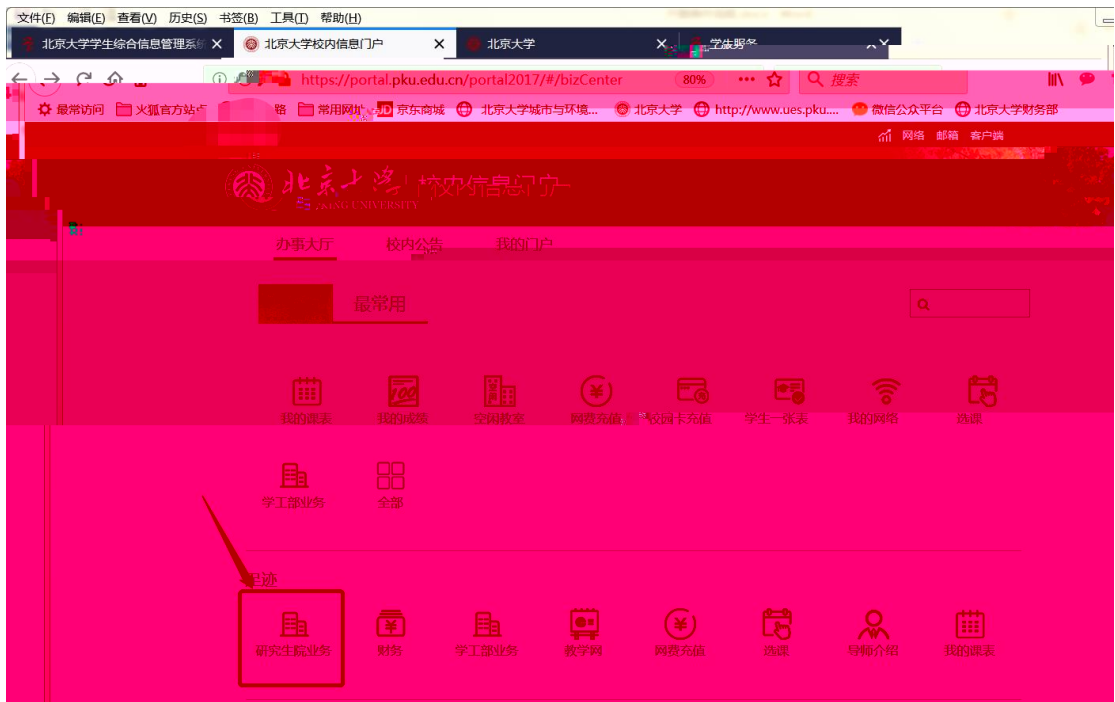 文件(F) 编辑(E) 查看(V) 历史(S) 书签(B) 工具(T) 帮助(H)
北京大学学生综合信息管理系统 北京大学校内信息门户 北京大学 学生服务
https://portal.pku.edu.cn/portal2017/#/bizCenter 80% 搜索
最常访问 火狐官方站点 常用网址 JD 京东商城 北京大学城市与环境... 北京大学 http://www.ues.pku.... 微信公众平台 北京大学财务部
网络 邮箱 客户端
北京大学 校内信息门户
PEKING UNIVERSITY
办事大厅 校内公告 我的门户
最常用
我的课表 我的成绩 空闲教室 网费充值 校园卡充值 学生一张表 我的网络 选课
学工部业务 全部
足迹
研究生院业务 财务 学工部业务 教学网 网费充值 选课 导师介绍 我的课表